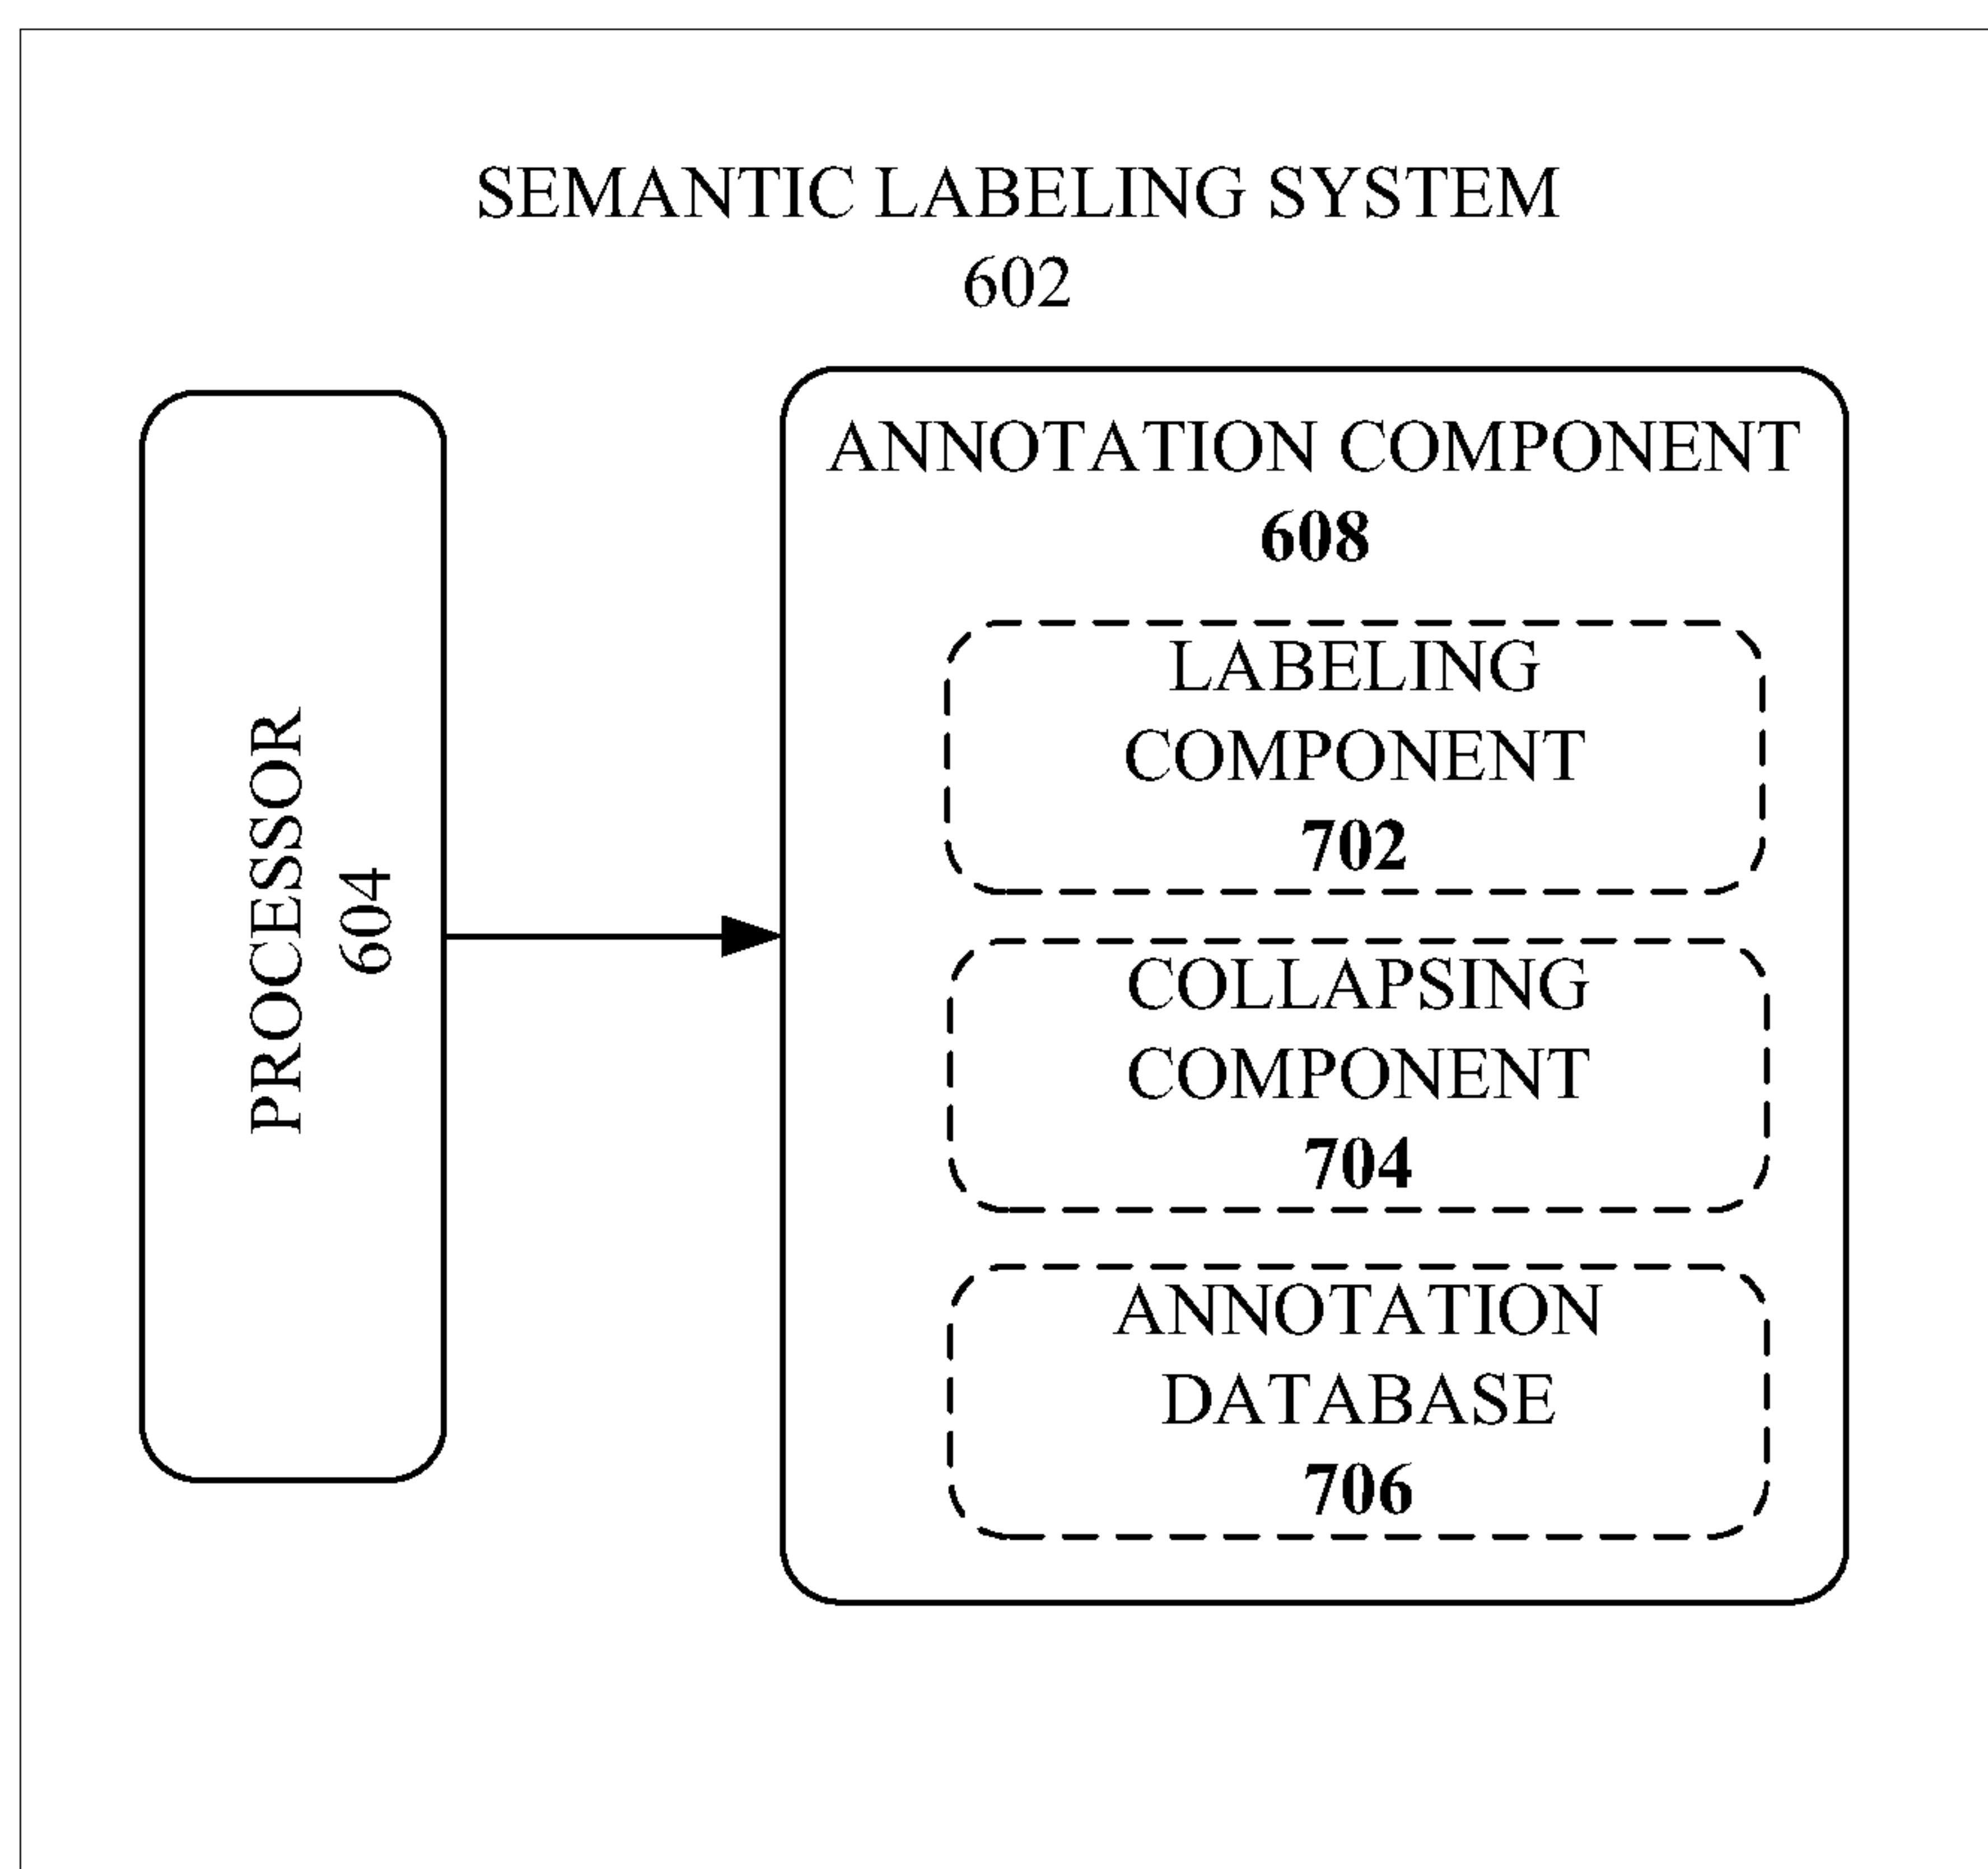 SEMANTIC LABELING SYSTEM
602
PROCESSOR
604
ANNOTATION COMPONENT
608
LABELING
COMPONENT
702
COLLAPSING
COMPONENT
704
ANNOTATION
DATABASE
706